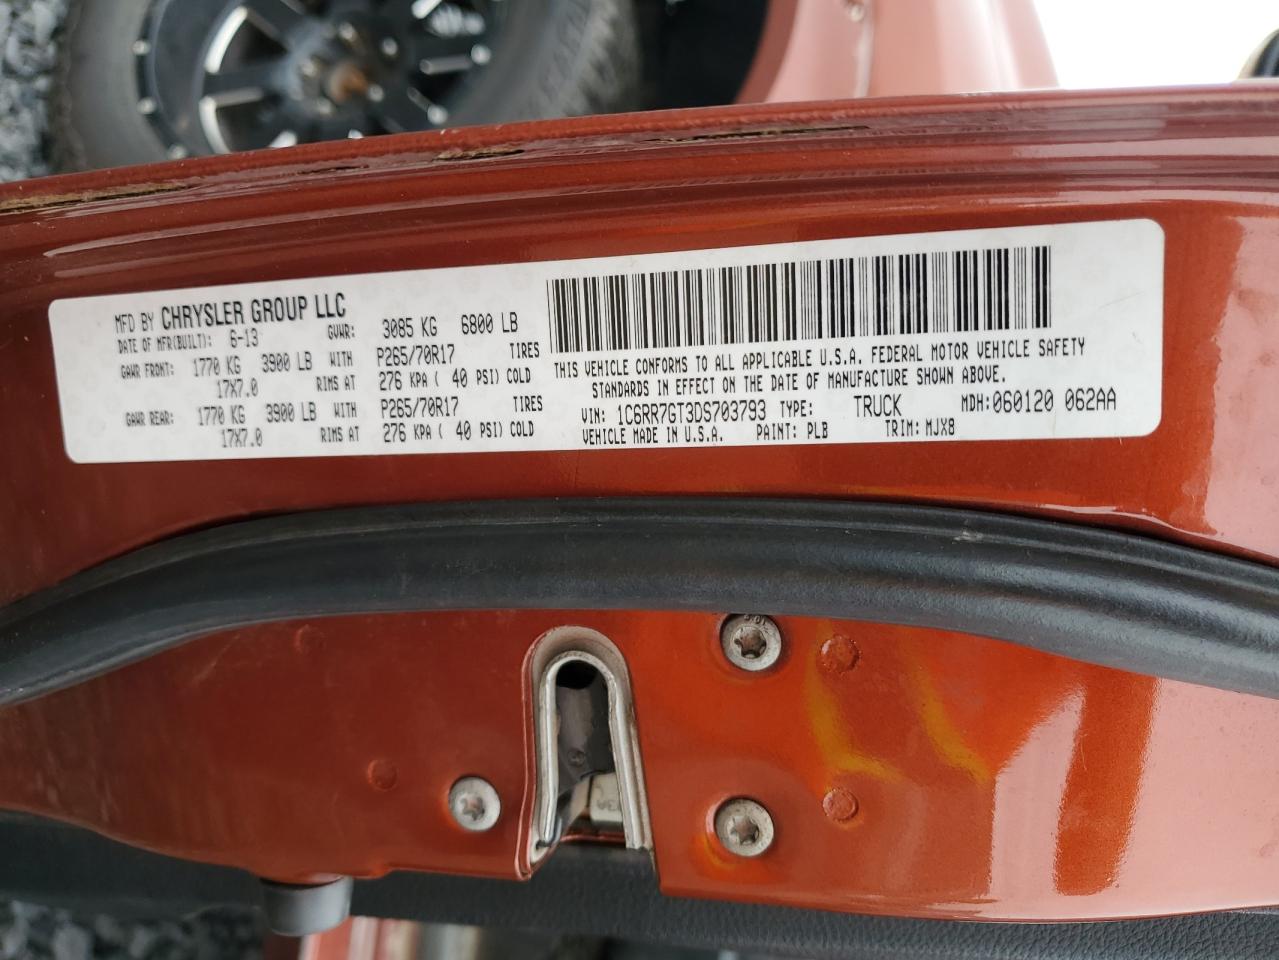 MFD BY CHRYSLER GROUP LLC
DATE OF MFR(BUILT): 6-13 GVWR: 3085 KG 6800 LB
GAWR FRONT: 1770 KG 3900 LB WITH P265/70R17 TIRES
17X7.0 RIMS AT 276 KPA ( 40 PSI) COLD
GAWR REAR: 1770 KG 3900 LB WITH P265/70R17 TIRES
17X7.0 RIMS AT 276 KPA ( 40 PSI) COLD
THIS VEHICLE CONFORMS TO ALL APPLICABLE U.S.A. FEDERAL MOTOR VEHICLE SAFETY
STANDARDS IN EFFECT ON THE DATE OF MANUFACTURE SHOWN ABOVE.
VIN: 1C6RR7GT3DS703793 TYPE: TRUCK MDH:060120 062AA
VEHICLE MADE IN U.S.A. PAINT: PLB TRIM: MJX8